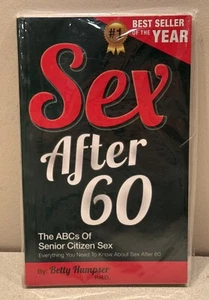 BEST SELLER
#1 OF THE
YEAR
Sex
After
60
The ABCs Of
Senior Citizen Sex
Everything You Need To Know About Sex After 60
By: Betty Humpser